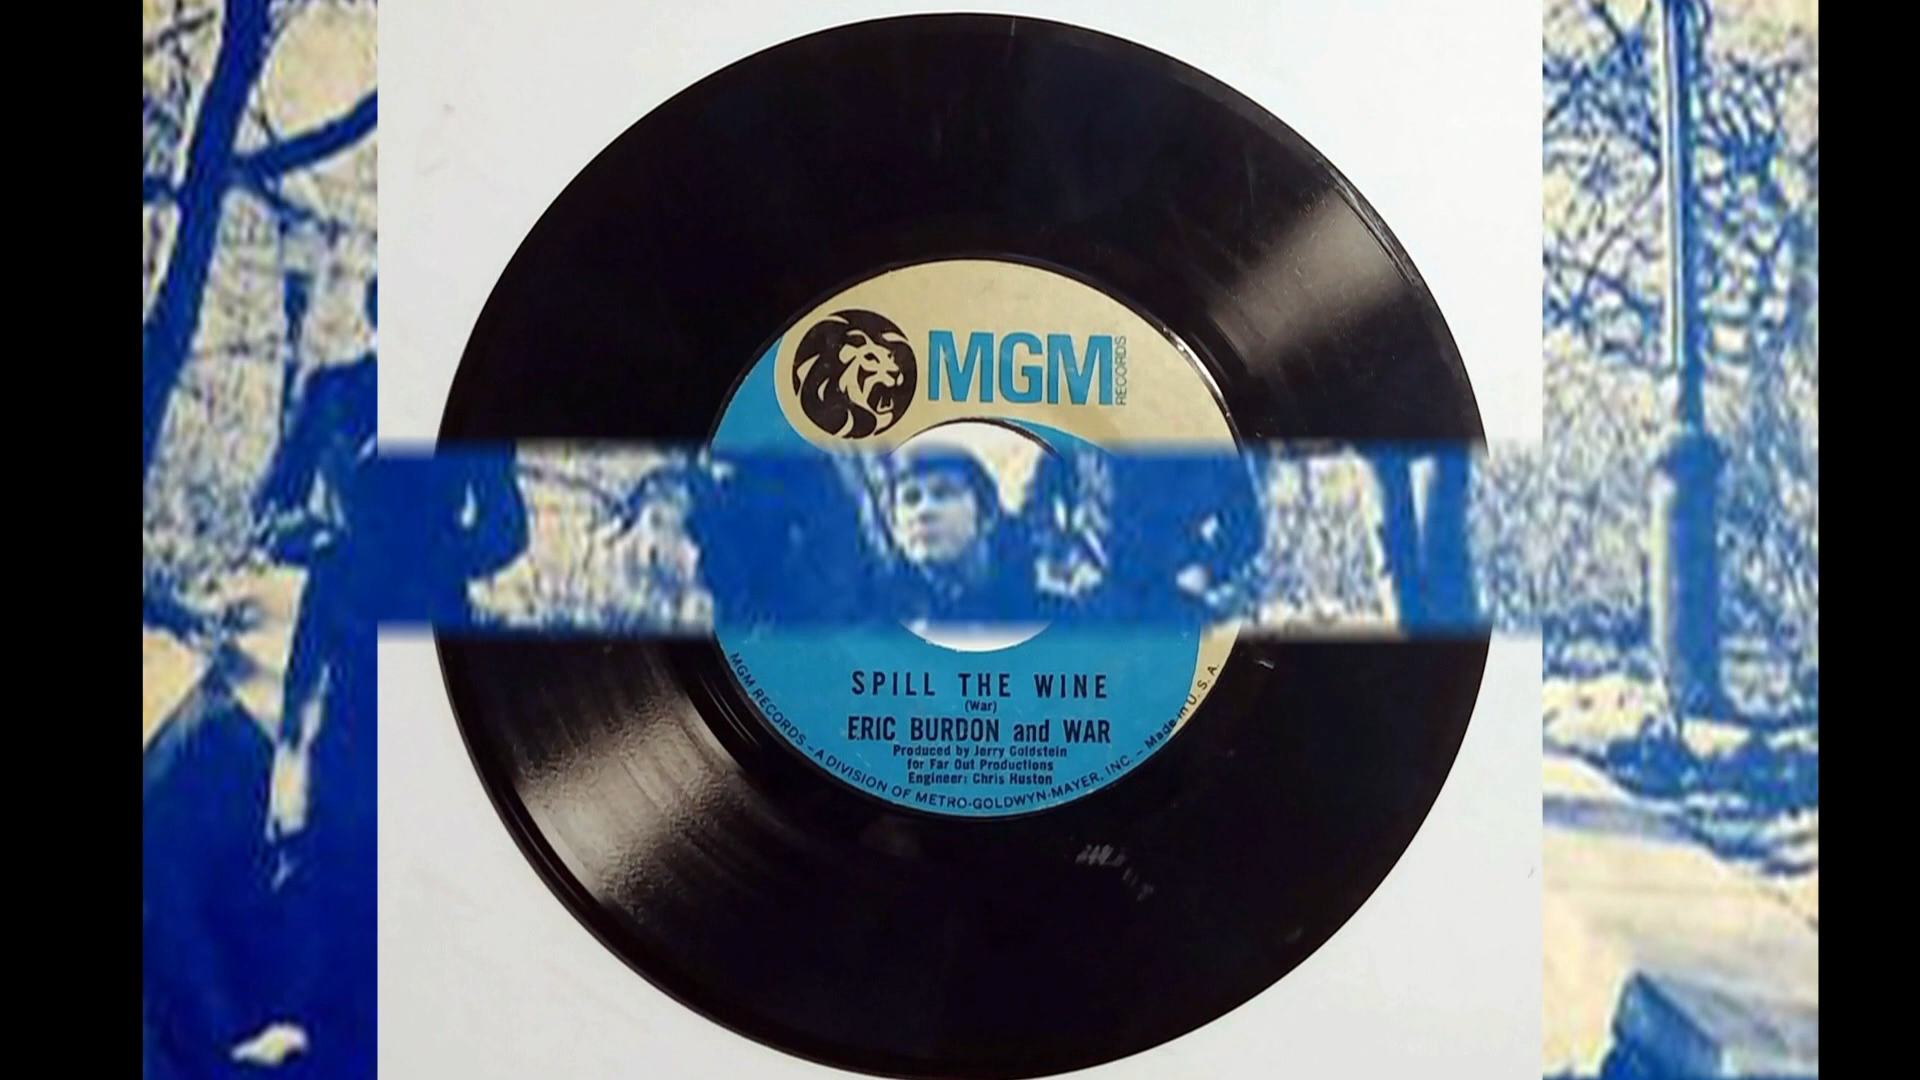 MGM
RECORDS
SPILL THE WINE
(War)
ERIC BURDON and WAR
Produced by Jerry Goldstein
for Far Out Productions
Engineer: Chris Huston
MGM RECORDS – A DIVISION OF METRO-GOLDWYN-MAYER, INC. – Made in U. S. A.